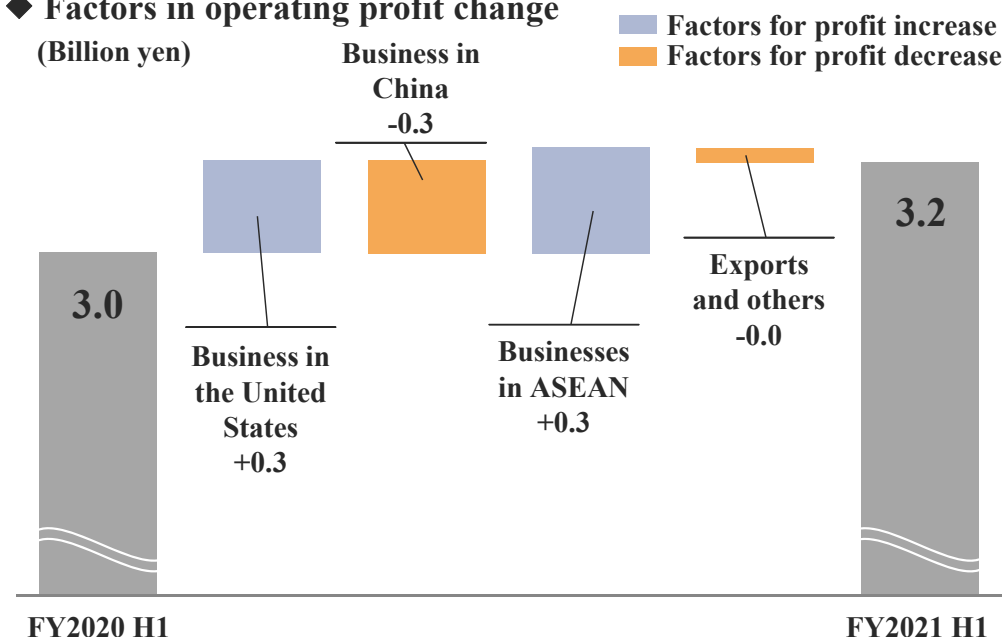 ◆ Factors in operating profit change
(Billion yen)
Factors for profit increase
Factors for profit decrease
Business in
China
-0.3
3.0
Business in
the United
States
+0.3
Businesses
in ASEAN
+0.3
Exports
and others
-0.0
3.2
FY2020 H1
FY2021 H1